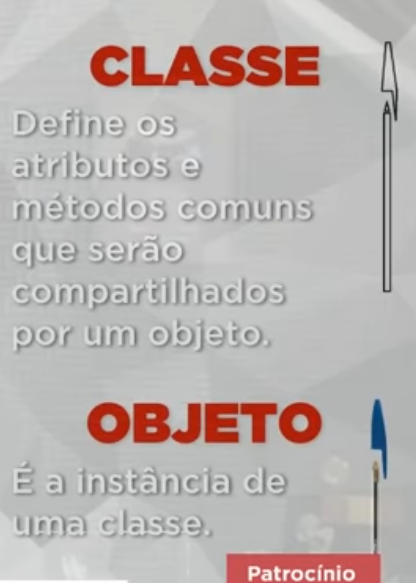 CLASSE
Define os
atributos e
métodos comuns
que serão
compartilhados
por um objeto.
OBJETO
É a instância de
uma classe.
Patrocínio